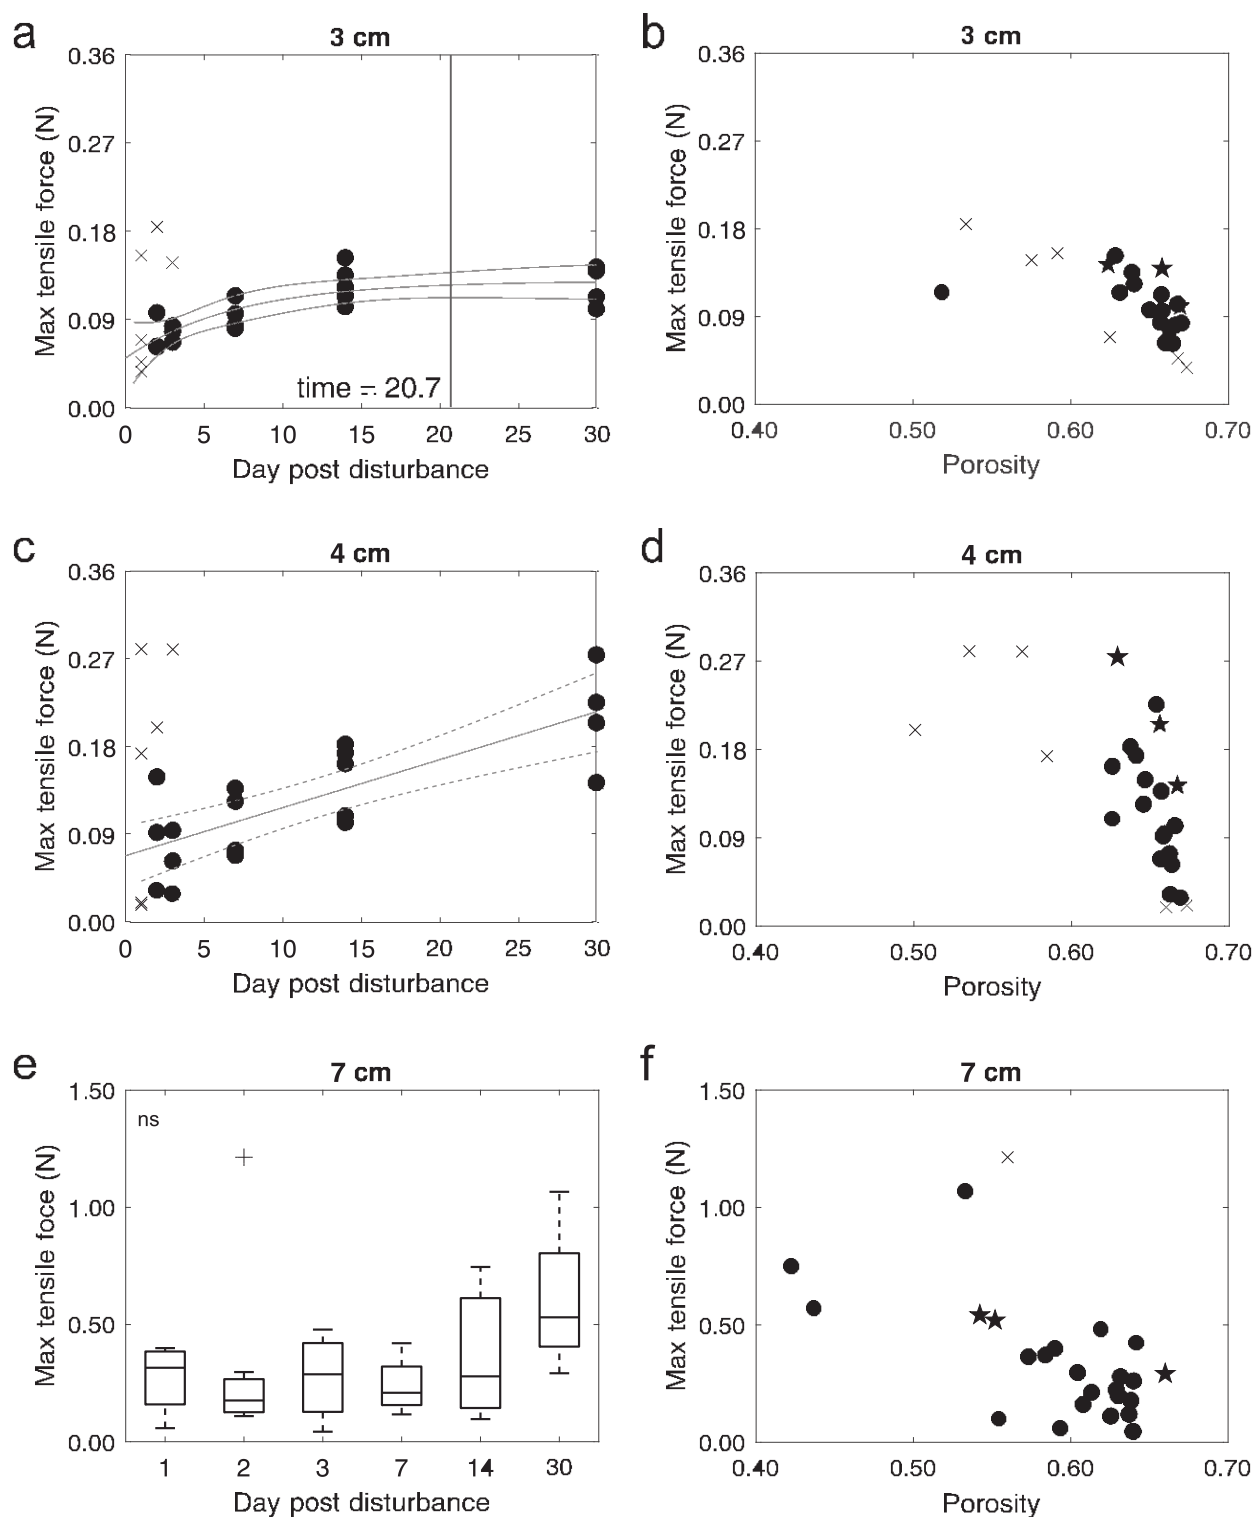 a
3 cm
0.36
0.27
0.18
0.09
0.00
Max tensile force (N)
time = 20.7
0 5 10 15 20 25 30
Day post disturbance
b
3 cm
0.36
0.27
0.18
0.09
0.00
Max tensile force (N)
0.40 0.50 0.60 0.70
Porosity
c
4 cm
0.36
0.27
0.18
0.09
0.00
Max tensile force (N)
0 5 10 15 20 25 30
Day post disturbance
d
4 cm
0.36
0.27
0.18
0.09
0.00
Max tensile force (N)
0.40 0.50 0.60 0.70
Porosity
e
7 cm
1.50
1.00
0.50
0.00
Max tensile foce (N)
ns
1 2 3 7 14 30
Day post disturbance
f
7 cm
1.50
1.00
0.50
0.00
Max tensile force (N)
0.40 0.50 0.60 0.70
Porosity